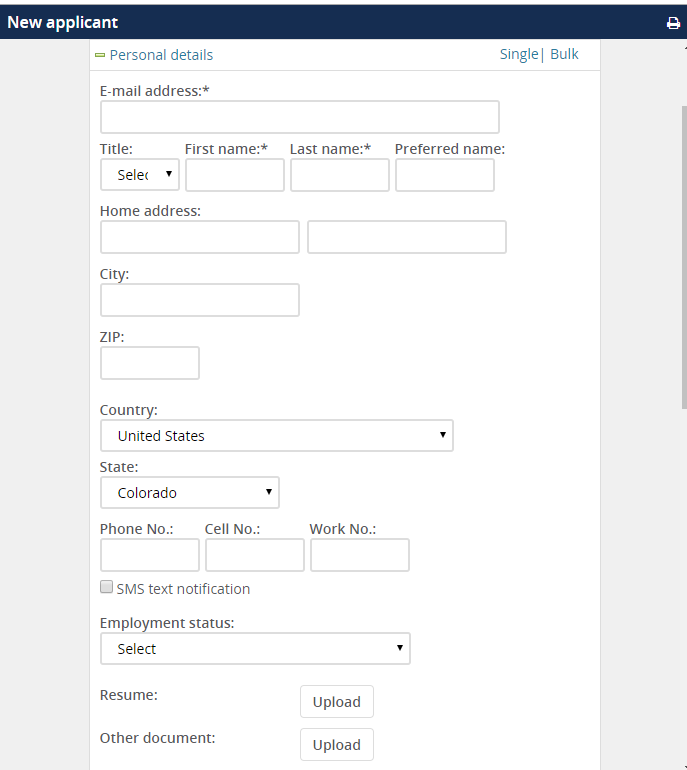 New applicant
Personal details Single| Bulk
E-mail address:*
Title: First name:* Last name:* Preferred name:
Selec
Home address:
City:
ZIP:
Country:
United States
State:
Colorado
Phone No.: Cell No.: Work No.:
SMS text notification
Employment status:
Select
Resume: Upload
Other document: Upload